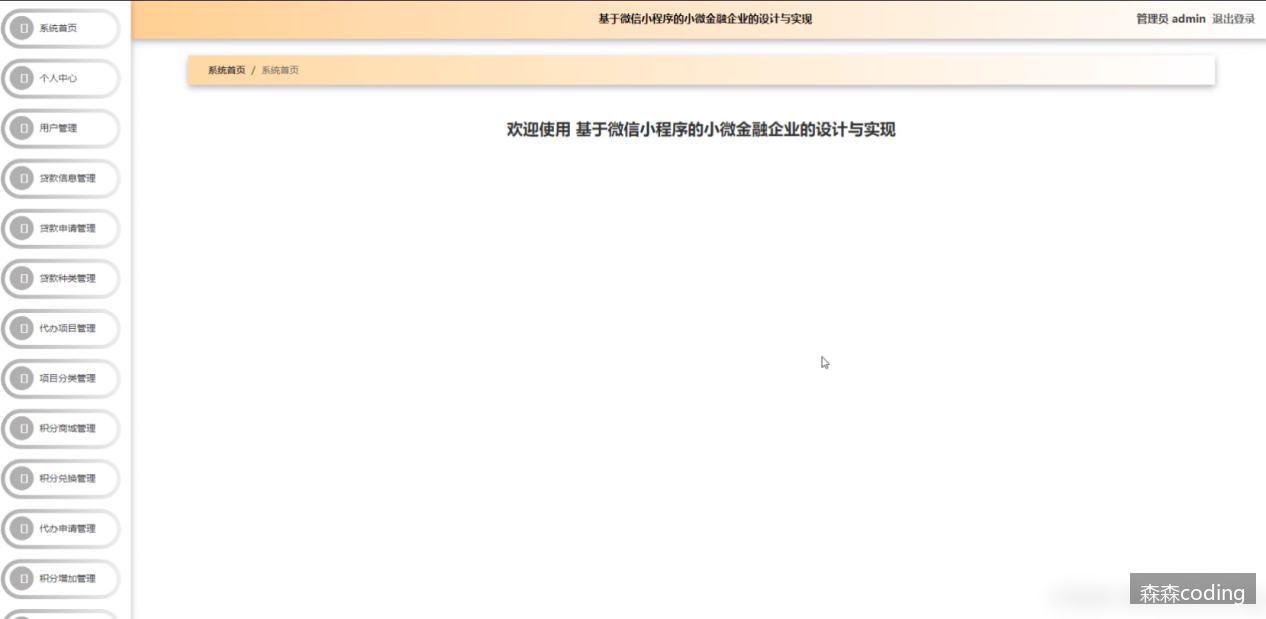 基于微信小程序的小微金融企业的设计与实现
管理员 admin 退出登录
系统首页
个人中心
用户管理
贷款信息管理
贷款申请管理
贷款种类管理
代办项目管理
项目分类管理
积分商城管理
积分兑换管理
代办申请管理
积分增加管理
系统首页 / 系统首页
欢迎使用 基于微信小程序的小微金融企业的设计与实现
森森coding